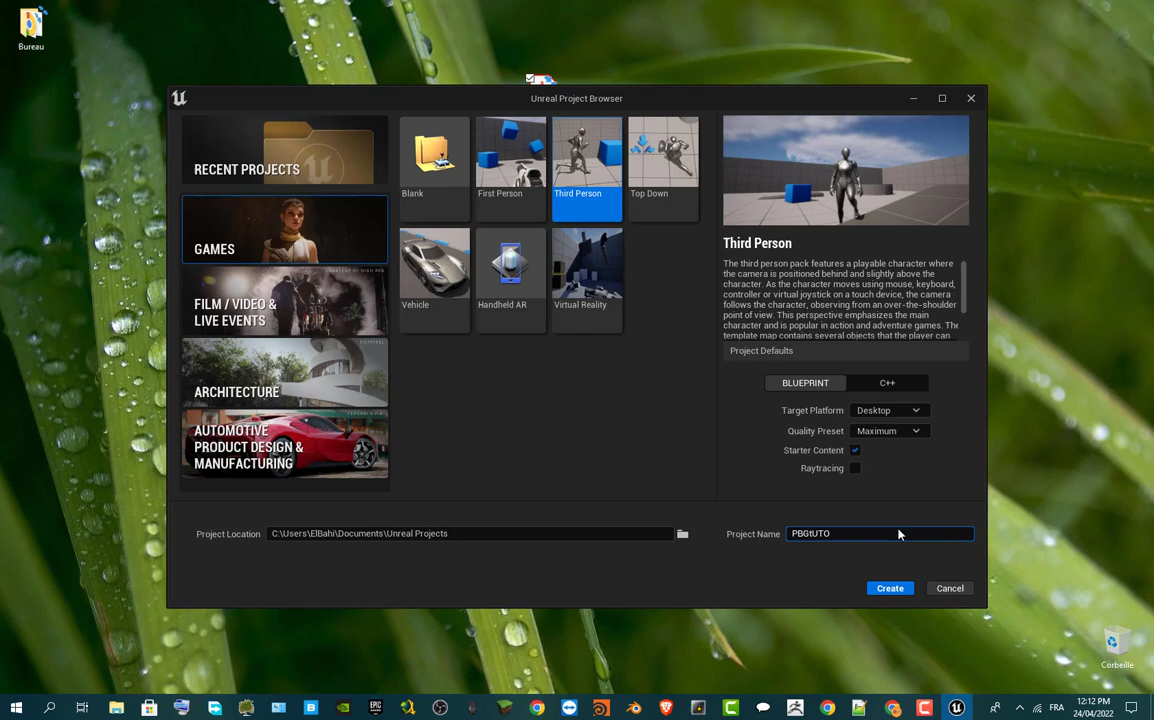 Bureau
Unreal Project Browser
RECENT PROJECTS
GAMES
FILM / VIDEO &
LIVE EVENTS
ARCHITECTURE
AUTOMOTIVE
PRODUCT DESIGN &
MANUFACTURING
Blank
First Person
Third Person
Top Down
Vehicle
Handheld AR
Virtual Reality
Third Person
The third person pack features a playable character where
the camera is positioned behind and slightly above the
character. As the character moves using mouse, keyboard,
controller or virtual joystick on a touch device, the camera
follows the character, observing from an over-the-shoulder
point of view. This perspective emphasizes the main
character and is popular in action and adventure games. The
template map contains several objects that the player can
Project Defaults
BLUEPRINT
C++
Target Platform
Desktop
Quality Preset
Maximum
Starter Content
Raytracing
Project Location
C:\Users\ElBahi\Documents\Unreal Projects
Project Name
PBGtUTO
Create
Cancel
Corbeille
EPIC
FRA
12:12 PM
24/04/2022